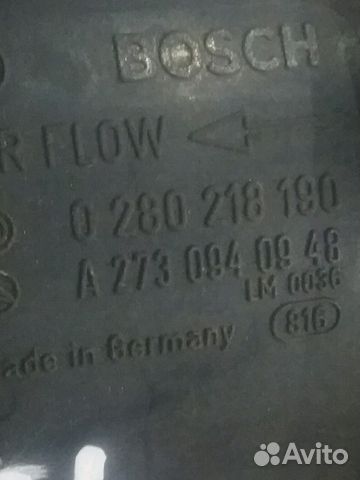 BOSCH
R FLOW
0 280 218 190
A 273 094 09 48
LM 0036
ade in Germany
816
Avito